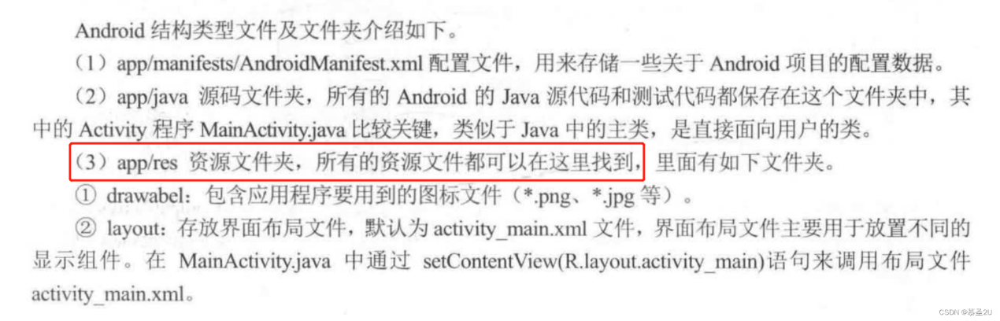 Android 结构类型文件及文件夹介绍如下。
（1）app/manifests/AndroidManifest.xml 配置文件，用来存储一些关于 Android 项目的配置数据。
（2）app/java 源码文件夹，所有的 Android 的 Java 源代码和测试代码都保存在这个文件夹中，其
中的 Activity 程序 MainActivity.java 比较关键，类似于 Java 中的主类，是直接面向用户的类。
（3）app/res 资源文件夹，所有的资源文件都可以在这里找到，里面有如下文件夹。
① drawabel：包含应用程序要用到的图标文件（*.png、*.jpg 等）。
② layout：存放界面布局文件，默认为 activity_main.xml 文件，界面布局文件主要用于放置不同的
显示组件。在 MainActivity.java 中通过 setContentView(R.layout.activity_main)语句来调用布局文件
activity_main.xml。
CSDN @慕圣2U